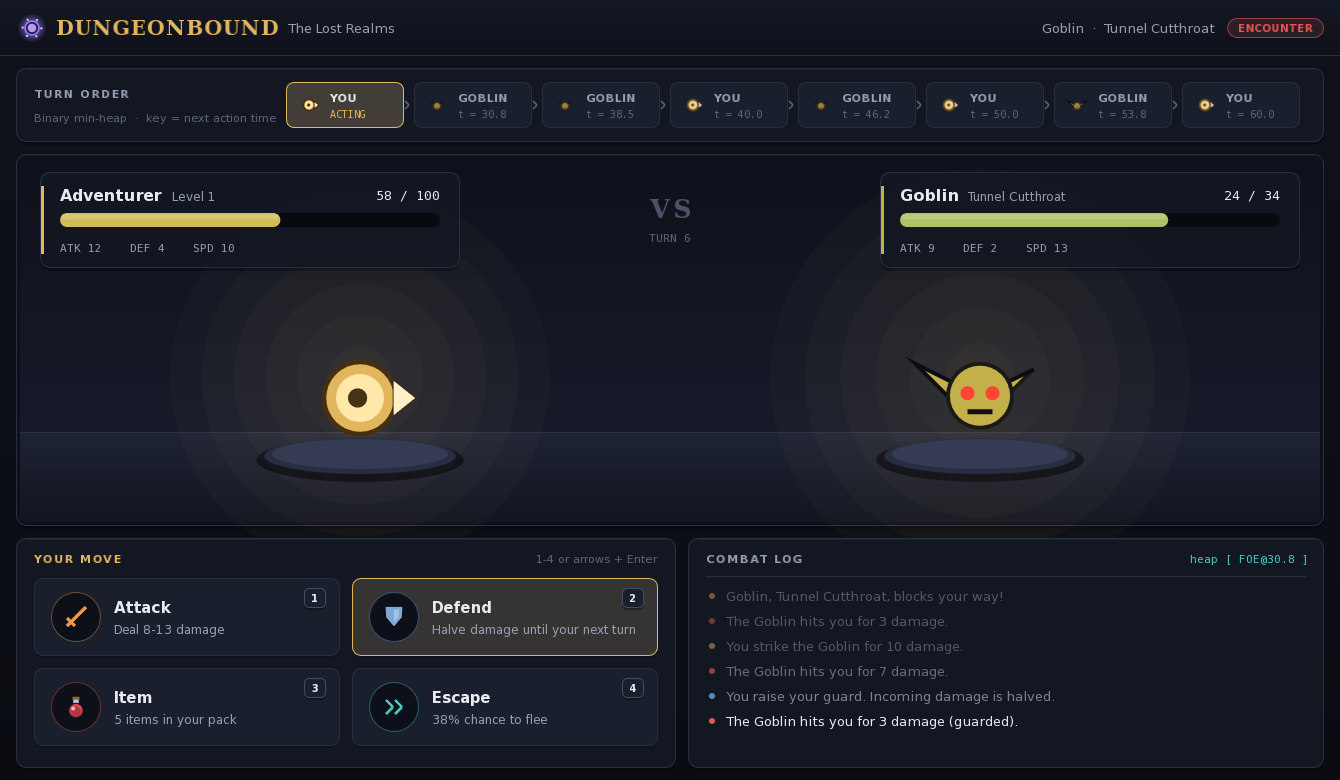 DUNGEONBOUND The Lost Realms
Goblin · Tunnel Cutthroat ENCOUNTER
TURN ORDER
Binary min-heap · key = next action time
YOU
ACTING
GOBLIN
t = 30.8
GOBLIN
t = 38.5
YOU
t = 40.0
GOBLIN
t = 46.2
YOU
t = 50.0
GOBLIN
t = 53.8
YOU
t = 60.0
Adventurer Level 1 58 / 100
ATK 12 DEF 4 SPD 10
VS
TURN 6
Goblin Tunnel Cutthroat 24 / 34
ATK 9 DEF 2 SPD 13
YOUR MOVE 1-4 or arrows + Enter
Attack 1
Deal 8-13 damage
Defend 2
Halve damage until your next turn
Item 3
5 items in your pack
Escape 4
38% chance to flee
COMBAT LOG heap [ FOE@30.8 ]
Goblin, Tunnel Cutthroat, blocks your way!
The Goblin hits you for 3 damage.
You strike the Goblin for 10 damage.
The Goblin hits you for 7 damage.
You raise your guard. Incoming damage is halved.
The Goblin hits you for 3 damage (guarded).